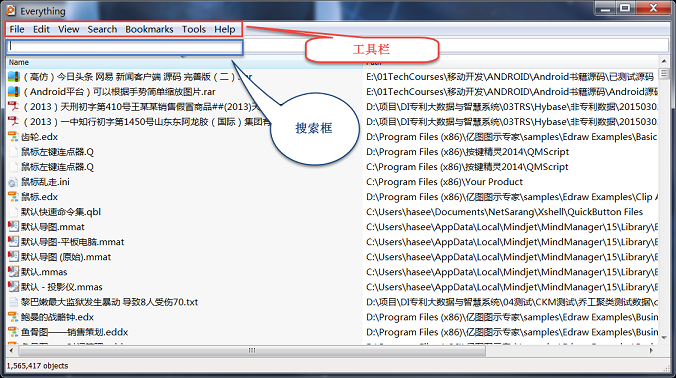 Everything
File Edit View Search Bookmarks Tools Help
工具栏
Name
(高仿)今日头条 网易 新闻客户端 源码 完善版(二)
E:\01TechCourses\移动开发\ANDROID\Android书籍源码\已测试源码
(Android平台)可以根据手势简单缩放图片.rar
E:\01TechCourses\移动开发\ANDROID\Android书籍源码\Android源码
(2013)天刑初字第410号王某某销售假冒商品##(2013)
D:\项目\DI专利大数据与智慧系统\03TRS\Hybase\非专利数据\2015030
(2013)一中知行初字第1450号山东东阿龙胶(国际)集团
D:\项目\DI专利大数据与智慧系统\03TRS\Hybase\非专利数据\2015030
搜索框
齿轮.edx
D:\Program Files (x86)\亿图图示专家\samples\Edraw Examples\Basic
鼠标左键连点器.Q
D:\Program Files (x86)\按键精灵2014\QMScript
鼠标左键连点器.Q
D:\Program Files (x86)\按键精灵2014\QMScript
鼠标乱走.ini
C:\Program Files (x86)\Your Product
鼠标.edx
D:\Program Files (x86)\亿图图示专家\samples\Edraw Examples\Clip
默认快速命令集.qbl
C:\Users\hasee\Documents\NetSarang\Xshell\QuickButton Files
默认导图.mmat
C:\Users\hasee\AppData\Local\Mindjet\MindManager\15\Library\
默认导图-平板电脑.mmat
C:\Users\hasee\AppData\Local\Mindjet\MindManager\15\Library\
默认导图 (原始).mmat
C:\Users\hasee\AppData\Local\Mindjet\MindManager\15\Library\
默认.mmas
C:\Users\hasee\AppData\Local\Mindjet\MindManager\15\Library\
默认 - 投影仪.mmas
C:\Users\hasee\AppData\Local\Mindjet\MindManager\15\Library\
黎巴嫩最大监狱发生暴动 导致8人受伤70.txt
D:\项目\DI专利大数据与智慧系统\04测试\CKM测试\乔工聚类测试数据\
鲍曼的战略钟.edx
D:\Program Files (x86)\亿图图示专家\samples\Edraw Examples\Busin
鱼骨图——销售策划.eddx
D:\Program Files (x86)\亿图图示专家\samples\Edraw Examples\Busin
1,565,417 objects